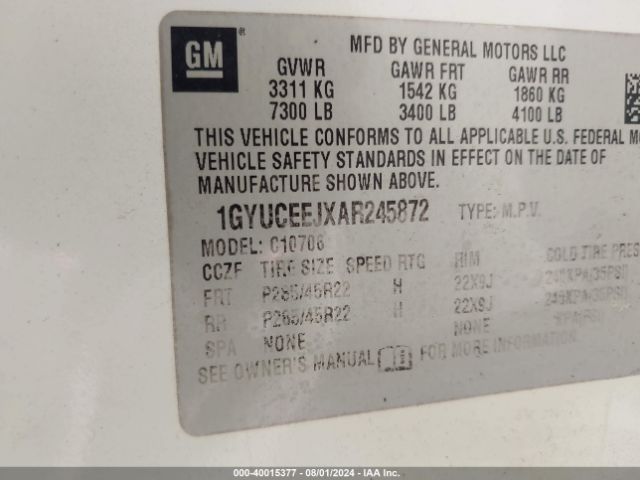 GM ®
MFD BY GENERAL MOTORS LLC
GVWR GAWR FRT GAWR RR
3311 KG 1542 KG 1860 KG
7300 LB 3400 LB 4100 LB
THIS VEHICLE CONFORMS TO ALL APPLICABLE U.S. FEDERAL
VEHICLE SAFETY STANDARDS IN EFFECT ON THE DATE OF
MANUFACTURE SHOWN ABOVE.
1GYUCEEJXAR245872 TYPE: M.P.V.
MODEL: C10706
CCZF TIRE SIZE SPEED RTG RIM COLD TIRE
FRT P285/45R22 H 22X9J
RR P285/45R22 H 22X9J
SPA NONE NONE
SEE OWNER'S MANUAL FOR MORE INFORMATION.
000-40015377 - 08/01/2024 - IAA Inc.